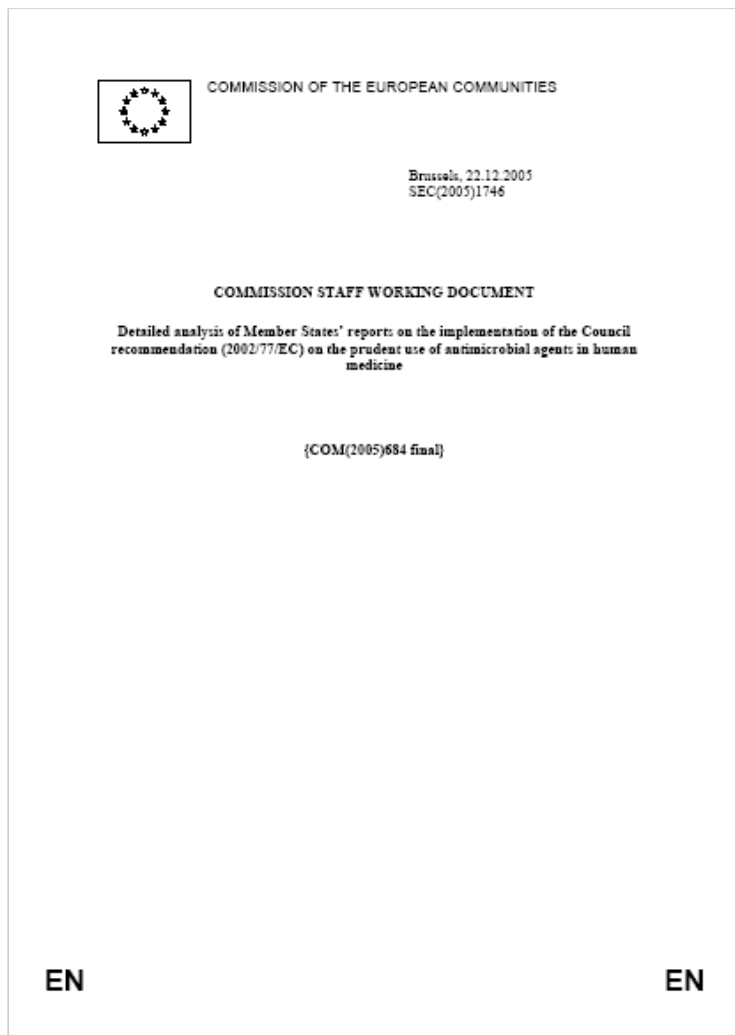 COMMISSION OF THE EUROPEAN COMMUNITIES
Brussels, 22.12.2005
SEC(2005)1746
COMMISSION STAFF WORKING DOCUMENT
Detailed analysis of Member States' reports on the implementation of the Council
recommendation (2002/77/EC) on the prudent use of antimicrobial agents in human
medicine
{COM(2005)684 final}
EN EN